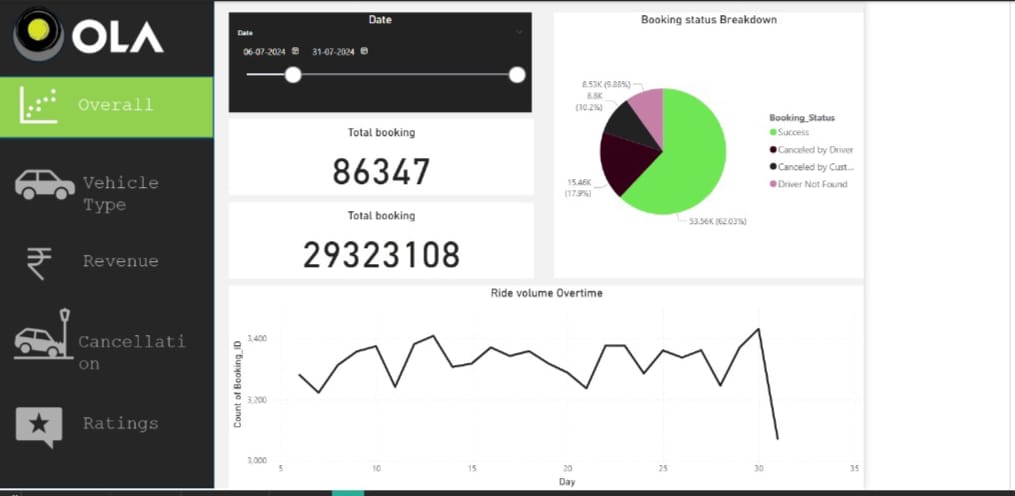 OLA
Overall
Vehicle
Type
Revenue
Cancellati
on
Ratings
Date
Date
06-07-2024 31-07-2024
Total booking
86347
Total booking
29323108
Booking status Breakdown
8.53K (9.88%)
8.8K
(10.2%)
15.46K
(17.9%)
53.56K (62.03%)
Booking_Status
Success
Canceled by Driver
Canceled by Cust...
Driver Not Found
Ride volume Overtime
Count of Booking_ID
3,400
3,200
3,000
5 10 15 20 25 30 35
Day